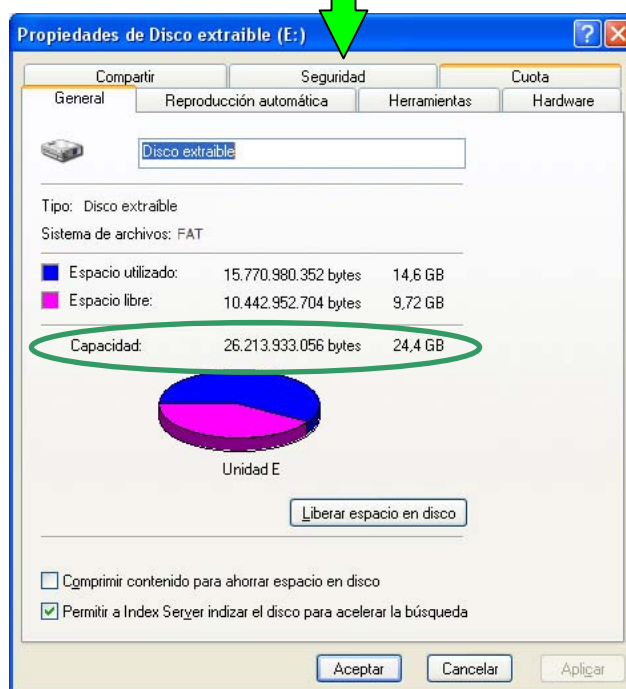 Propiedades de Disco extraible (E:)
Compartir Seguridad Cuota
General Reproducción automática Herramientas Hardware
Disco extraible
Tipo: Disco extraíble
Sistema de archivos: FAT
Espacio utilizado: 15.770.980.352 bytes 14,6 GB
Espacio libre: 10.442.952.704 bytes 9,72 GB
Capacidad: 26.213.933.056 bytes 24,4 GB
Unidad E
Liberar espacio en disco
Comprimir contenido para ahorrar espacio en disco
Permitir a Index Server indizar el disco para acelerar la búsqueda
Aceptar Cancelar Aplicar